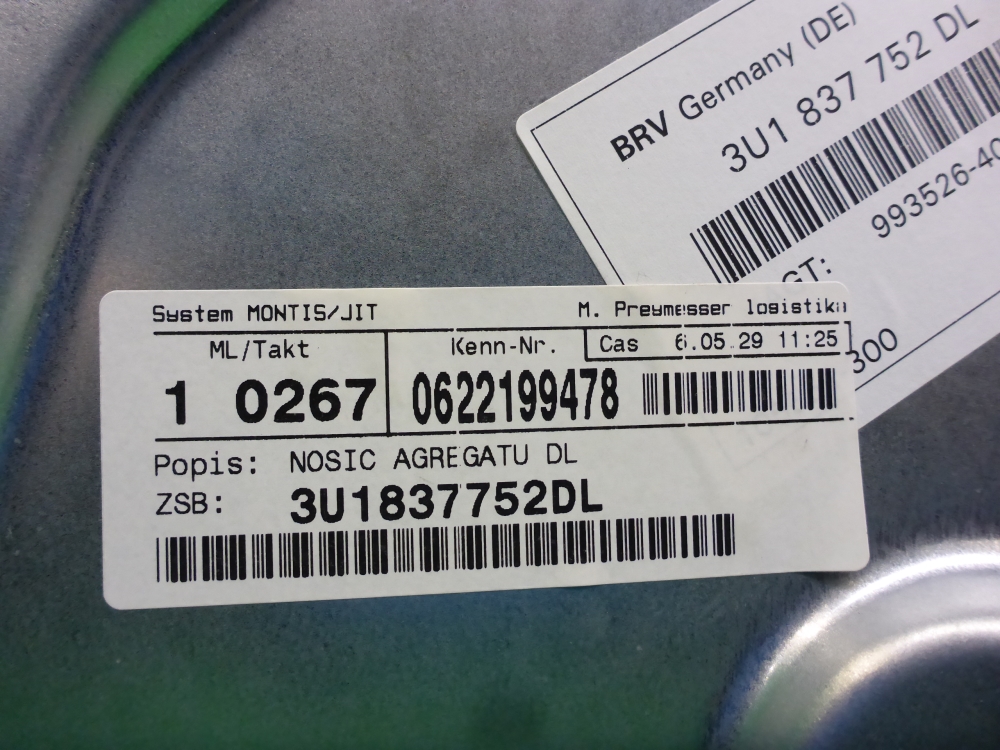 BRV Germany (DE)
3U1 837 752 DL
993526-40
GT:
300
System MONTIS/JIT
M. Preymesser logistika
ML/Takt
Kenn-Nr.
Cas 6.05.29 11:25
1 0267
0622199478
Popis: NOSIC AGREGATU DL
ZSB: 3U1837752DL